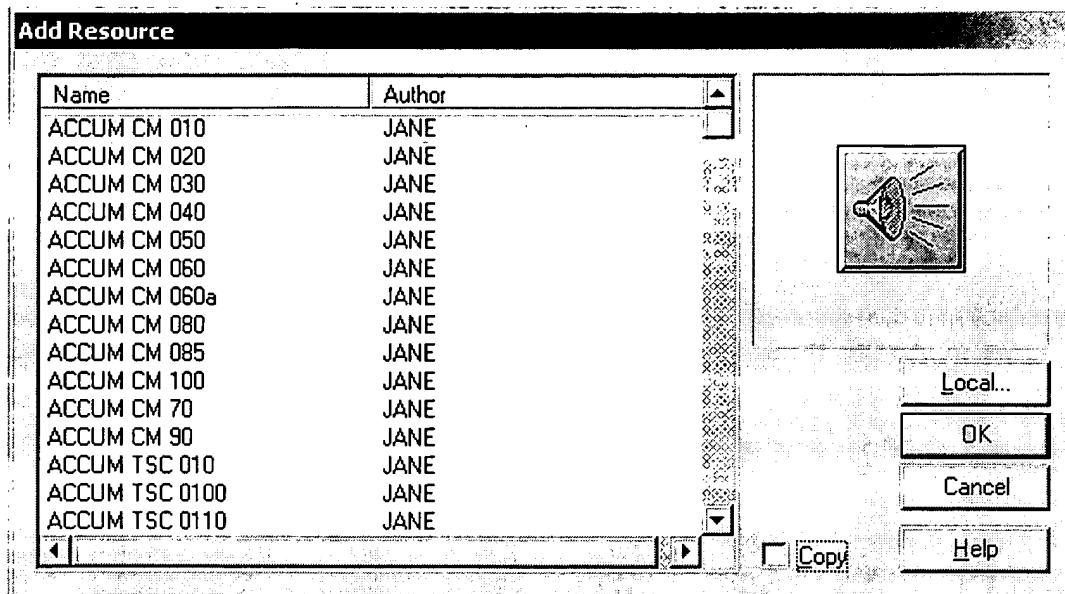 Add Resource
Name Author
ACCUM CM 010 JANE
ACCUM CM 020 JANE
ACCUM CM 030 JANE
ACCUM CM 040 JANE
ACCUM CM 050 JANE
ACCUM CM 060 JANE
ACCUM CM 060a JANE
ACCUM CM 080 JANE
ACCUM CM 085 JANE
ACCUM CM 100 JANE
ACCUM CM 70 JANE
ACCUM CM 90 JANE
ACCUM TSC 010 JANE
ACCUM TSC 0100 JANE
ACCUM TSC 0110 JANE
Local...
OK
Cancel
Copy
Help